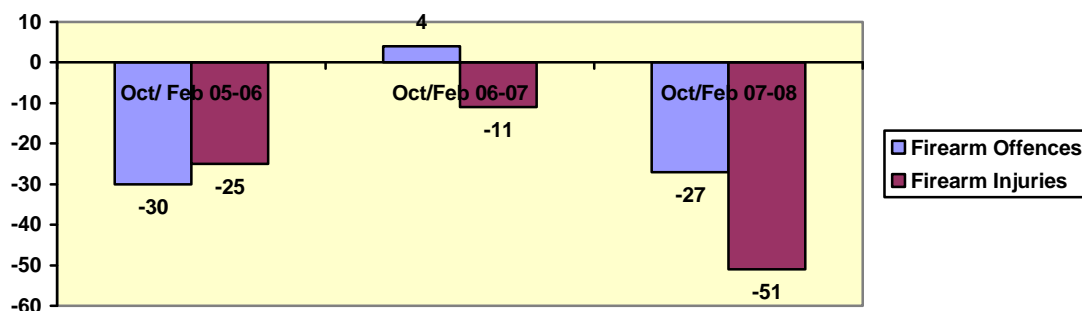 10
4
0
Oct/ Feb 05-06
Oct/Feb 06-07
Oct/Feb 07-08
-10
-11
-20
-25
-30
-30
-27
-40
-50
-51
-60
Firearm Offences
Firearm Injuries